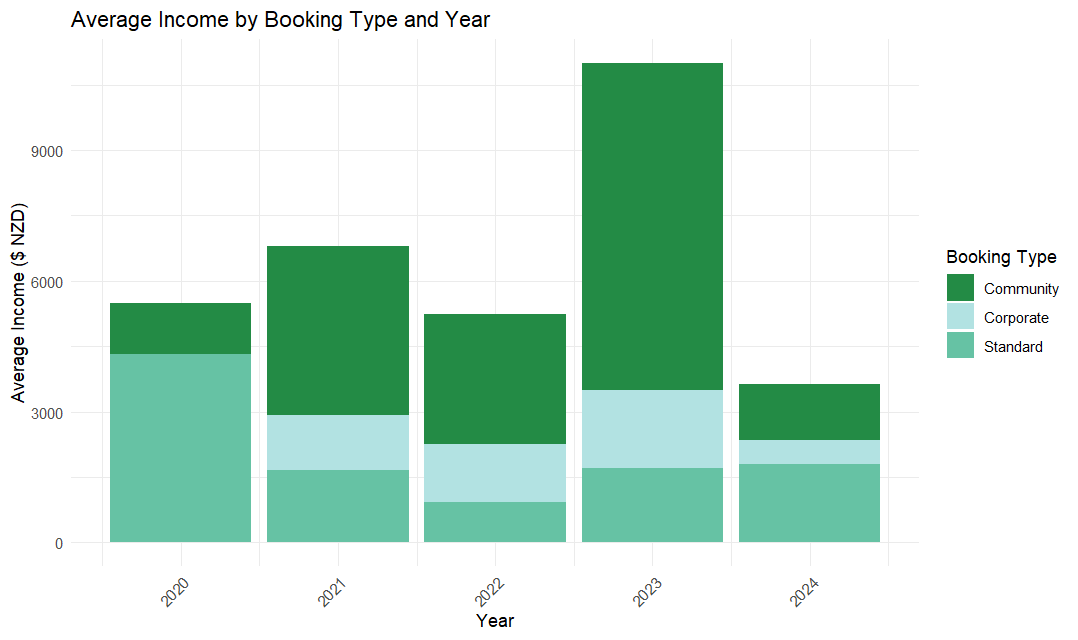 Average Income by Booking Type and Year
Average Income ($ NZD)
9000
6000
3000
0
2020
2021
2022
2023
2024
Year
Booking Type
Community
Corporate
Standard